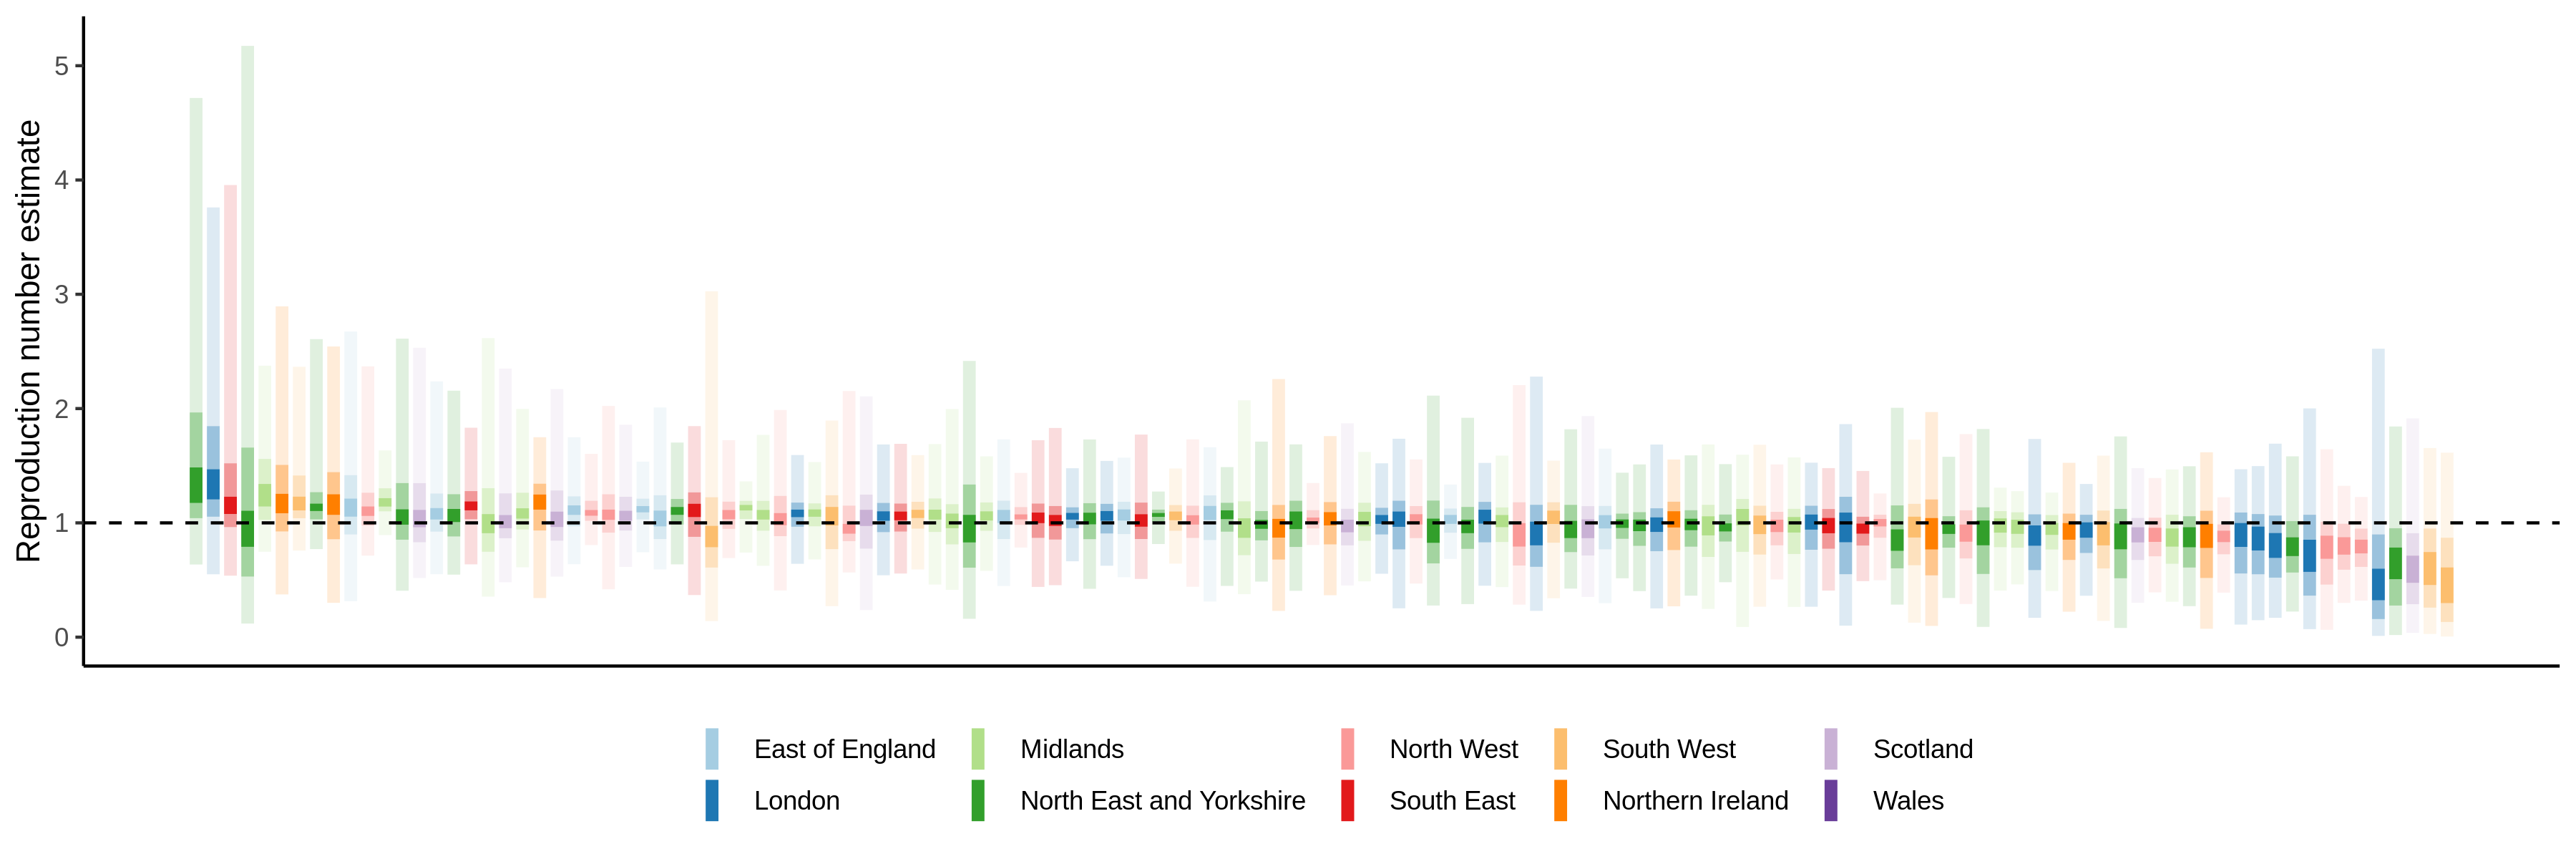 Reproduction number estimate
5
4
3
2
1
0
East of England
Midlands
North West
South West
Scotland
London
North East and Yorkshire
South East
Northern Ireland
Wales